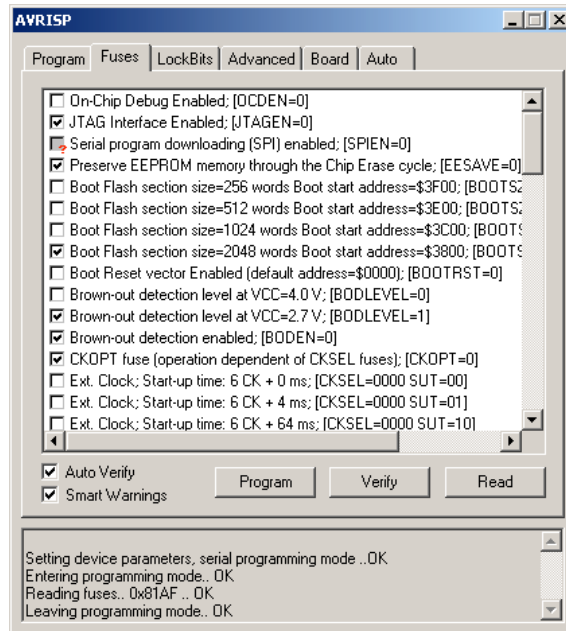 AVRISP
Program Fuses LockBits Advanced Board Auto
On-Chip Debug Enabled; [OCDEN=0]
JTAG Interface Enabled; [JTAGEN=0]
Serial program downloading (SPI) enabled; [SPIEN=0]
Preserve EEPROM memory through the Chip Erase cycle; [EESAVE=0]
Boot Flash section size=256 words Boot start address=$3F00; [BOOTSZ
Boot Flash section size=512 words Boot start address=$3E00; [BOOTSZ
Boot Flash section size=1024 words Boot start address=$3C00; [BOOTS
Boot Flash section size=2048 words Boot start address=$3800; [BOOTS
Boot Reset vector Enabled (default address=$0000); [BOOTRST=0]
Brown-out detection level at VCC=4.0 V; [BODLEVEL=0]
Brown-out detection level at VCC=2.7 V; [BODLEVEL=1]
Brown-out detection enabled; [BODEN=0]
CKOPT fuse (operation dependent of CKSEL fuses); [CKOPT=0]
Ext. Clock; Start-up time: 6 CK + 0 ms; [CKSEL=0000 SUT=00]
Ext. Clock; Start-up time: 6 CK + 4 ms; [CKSEL=0000 SUT=01]
Ext. Clock; Start-up time: 6 CK + 64 ms; [CKSEL=0000 SUT=10]
Auto Verify
Smart Warnings
Program Verify Read
Setting device parameters, serial programming mode ..OK
Entering programming mode.. OK
Reading fuses.. 0x81AF .. OK
Leaving programming mode.. OK